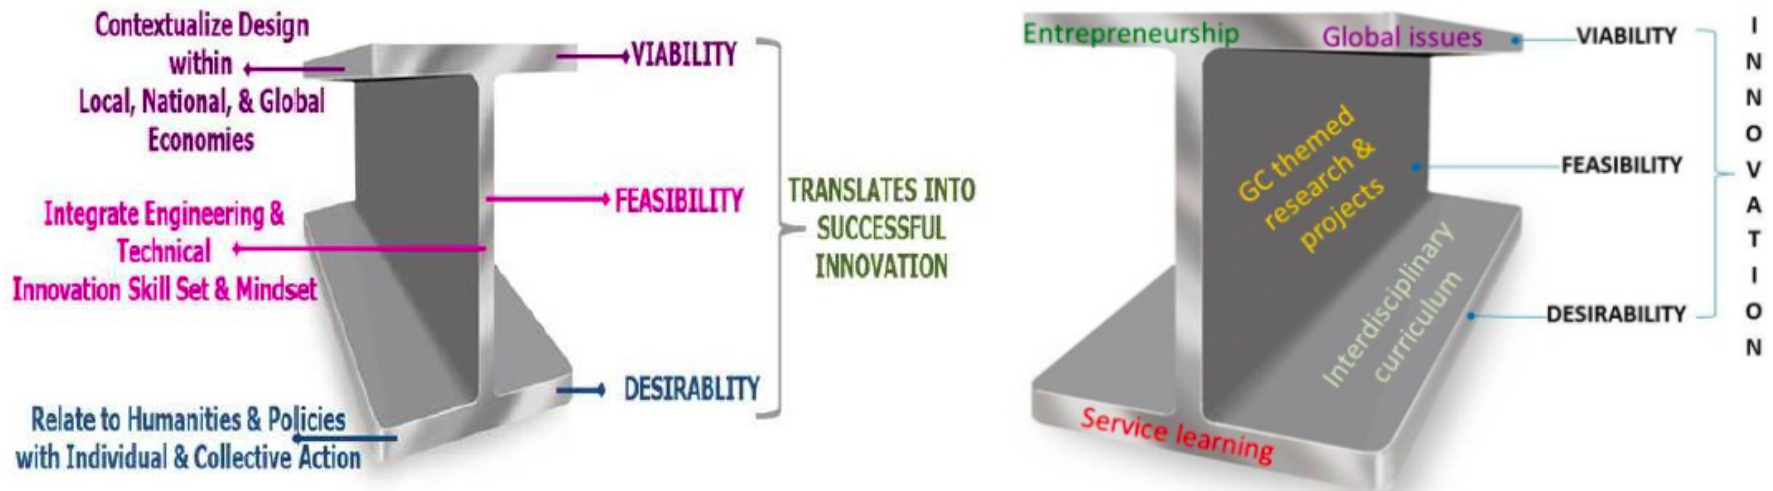 Contextualize Design
within
Local, National, & Global
Economies
VIABILITY
Integrate Engineering &
Technical
Innovation Skill Set & Mindset
FEASIBILITY
TRANSLATES INTO
SUCCESSFUL
INNOVATION
DESIRABLITY
Relate to Humanities & Policies
with Individual & Collective Action
Entrepreneurship
Global issues
VIABILITY
GC themed
research &
projects
FEASIBILITY
Interdisciplinary
curriculum
DESIRABILITY
Service learning
INNOVATION